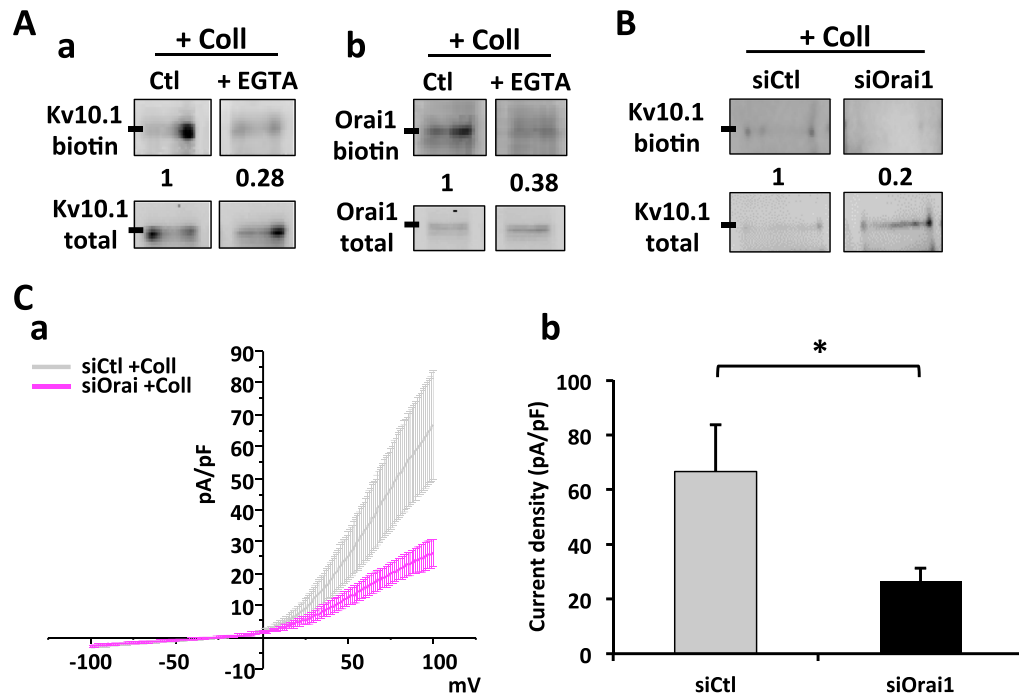 A
a
+ Coll
Ctl
+ EGTA
Kv10.1
biotin
1
0.28
Kv10.1
total
b
+ Coll
Ctl
+ EGTA
Orai1
biotin
1
0.38
Orai1
total
B
+ Coll
siCtl
siOrai1
Kv10.1
biotin
1
0.2
Kv10.1
total
C
a
siCtl +Coll
siOrai +Coll
pA/pF
90
80
70
60
50
40
30
20
10
-10
-100
-50
50
100
mV
b
*
Current density (pA/pF)
100
80
60
40
20
0
siCtl
siOrai1